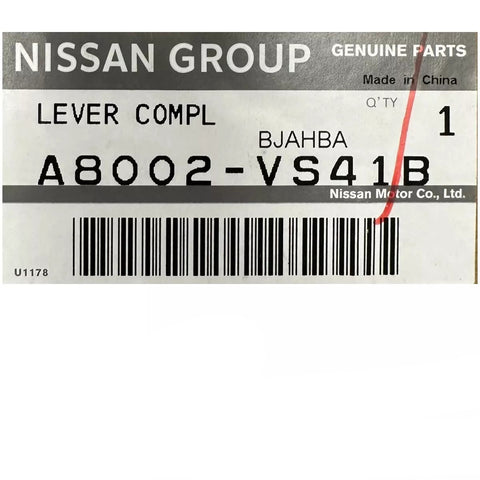 NISSAN GROUP GENUINE PARTS
Made in China
LEVER COMPL Q'TY 1
BJAHBA
A8002-VS41B
Nissan Motor Co., Ltd.
U1178